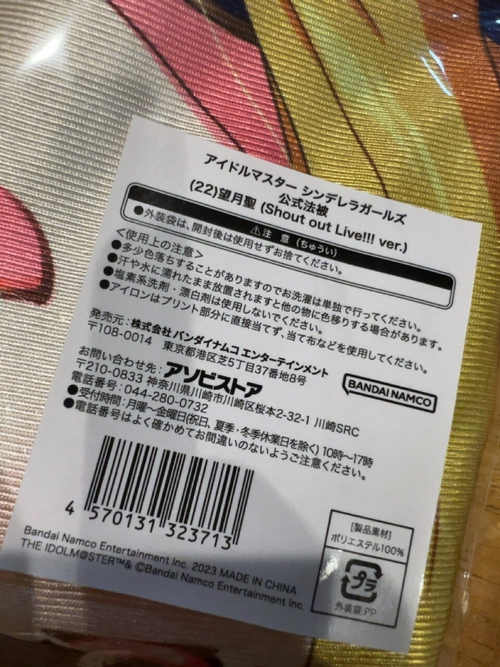 アイドルマスター シンデレラガールズ
公式法被
(22)望月聖 (Shout out Live!!! ver.)
⚠注 意 (ちゅうい)
●外装袋は、開封後は使用せずお捨てください。
<使用上の注意>
●多少色落ちすることがありますのでお洗濯は単独で行ってください。
●汗や水に濡れたまま放置されますと他の物に色移りする場合があります。
●塩素系洗剤・漂白剤は使用しないでください。
●アイロンはプリント部分に直接当てず、当て布などを使用してください。
発売元：株式会社 バンダイナムコ エンターテインメント
〒108-0014 東京都港区芝5丁目37番地8号
BANDAI NAMCO
お問い合わせ先：アソビストア
〒210-0833 神奈川県川崎市川崎区桜本2-32-1 川崎SRC
電話番号：044-280-0732
●受付時間：月曜～金曜日(祝日、夏季・冬季休業日を除く) 10時～17時
●電話番号はよく確かめてお間違いのないようご注意ください。
4 570131 323713
[製品素材]
ポリエステル100%
プラ
外装袋:PP
Bandai Namco Entertainment Inc. 2023 MADE IN CHINA
THE IDOLM@STER™& ©Bandai Namco Entertainment Inc.